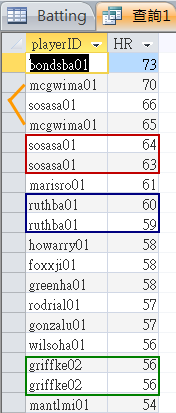 Batting 查詢1
playerID HR
bondsba01 73
mcgwima01 70
sosasa01 66
mcgwima01 65
sosasa01 64
sosasa01 63
marisro01 61
ruthba01 60
ruthba01 59
howarry01 58
foxxji01 58
greenha01 58
rodrial01 57
gonzalu01 57
wilsoha01 56
griffke02 56
griffke02 56
mantlmi01 54